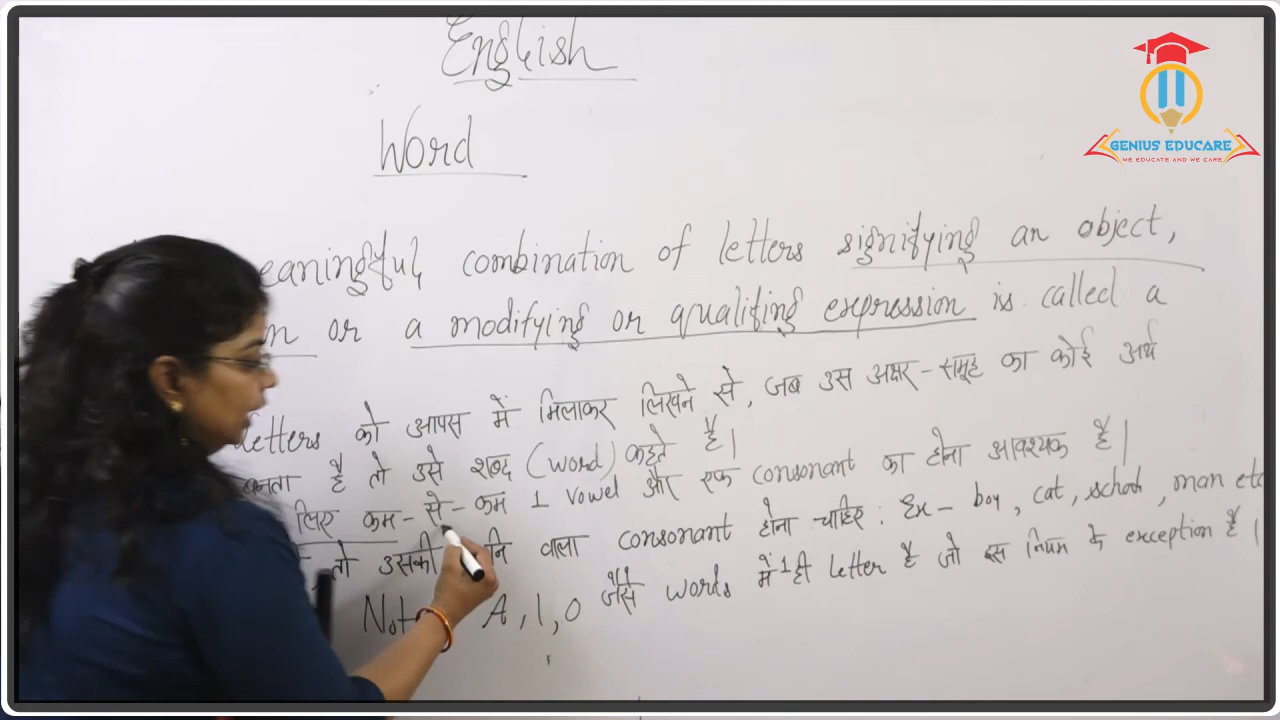 English
Word
GENIUS EDUCARE
WE EDUCATE AND WE CARE
eaningful combination of letters signifying an object,
or a modifying or qualifing expression is called a
letters को आपस में मिलाकर लिखने से, जब उस अक्षर-समूह का कोई अर्थ
बनता है तो उसे शब्द (word) कहते है।
लिए कम-से-कम 1 vowel और एक consonant का होना आवश्यक है।
तो उसकी वाला consonant होना चाहिए: Ex- boy, cat, school, man etc
A, I, O जैसे words में 1 ही letter है जो इस नियम के exception है।